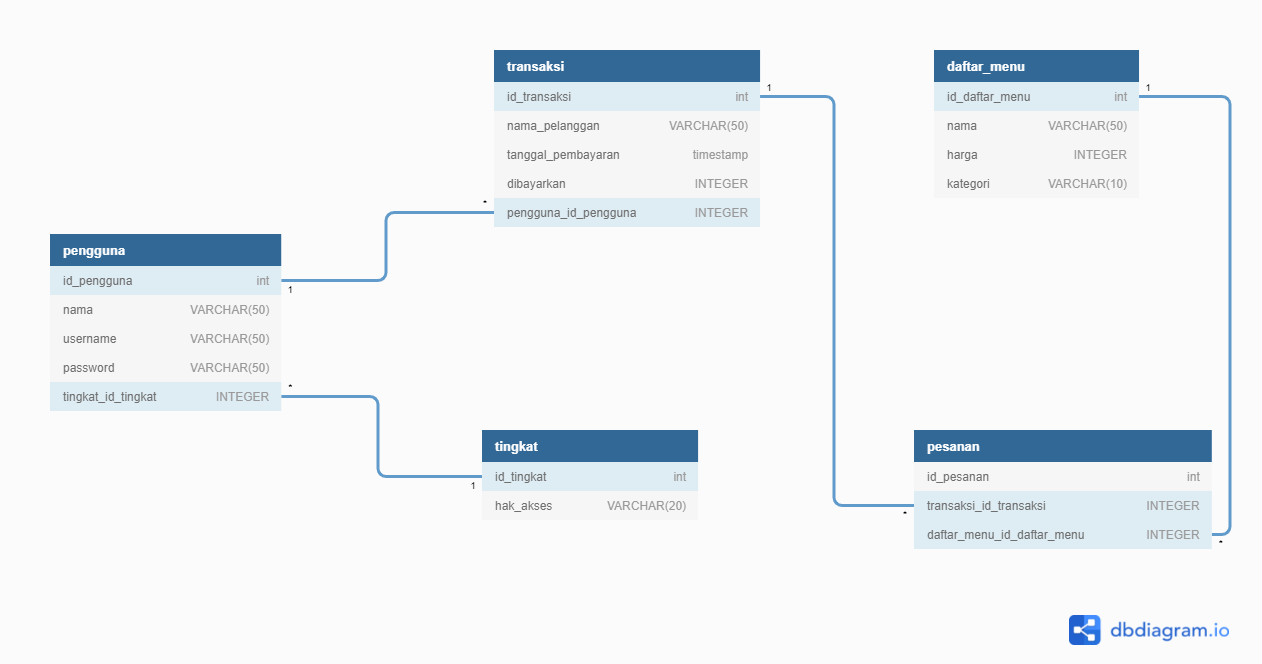 transaksi
id_transaksi int
nama_pelanggan VARCHAR(50)
tanggal_pembayaran timestamp
dibayarkan INTEGER
pengguna_id_pengguna INTEGER
1
*
daftar_menu
id_daftar_menu int
nama VARCHAR(50)
harga INTEGER
kategori VARCHAR(10)
1
pengguna
id_pengguna int
nama VARCHAR(50)
username VARCHAR(50)
password VARCHAR(50)
tingkat_id_tingkat INTEGER
1
*
tingkat
id_tingkat int
hak_akses VARCHAR(20)
1
pesanan
id_pesanan int
transaksi_id_transaksi INTEGER
daftar_menu_id_daftar_menu INTEGER
*
*
dbdiagram.io